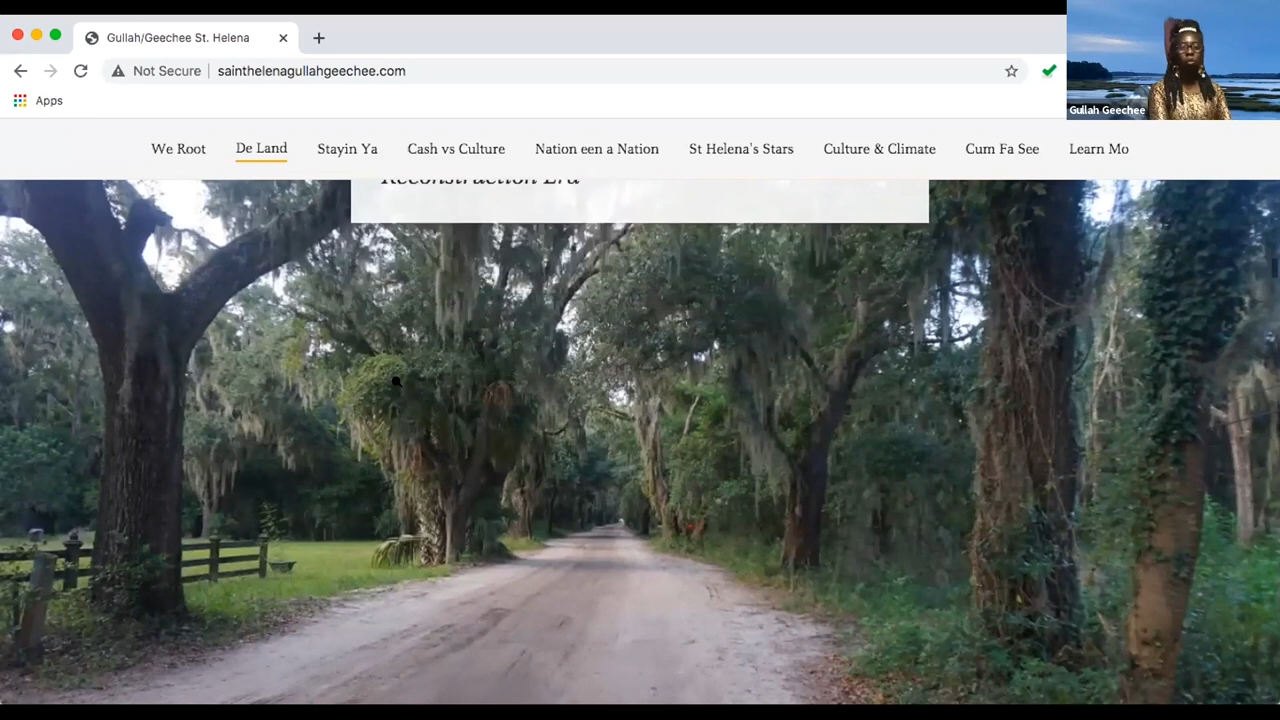 Gullah/Geechee St. Helena
Not Secure
sainthelenagullahgeechee.com
Apps
Gullah Geechee
We Root
De Land
Stayin Ya
Cash vs Culture
Nation een a Nation
St Helena's Stars
Culture & Climate
Cum Fa See
Learn Mo
Reconstruction Era